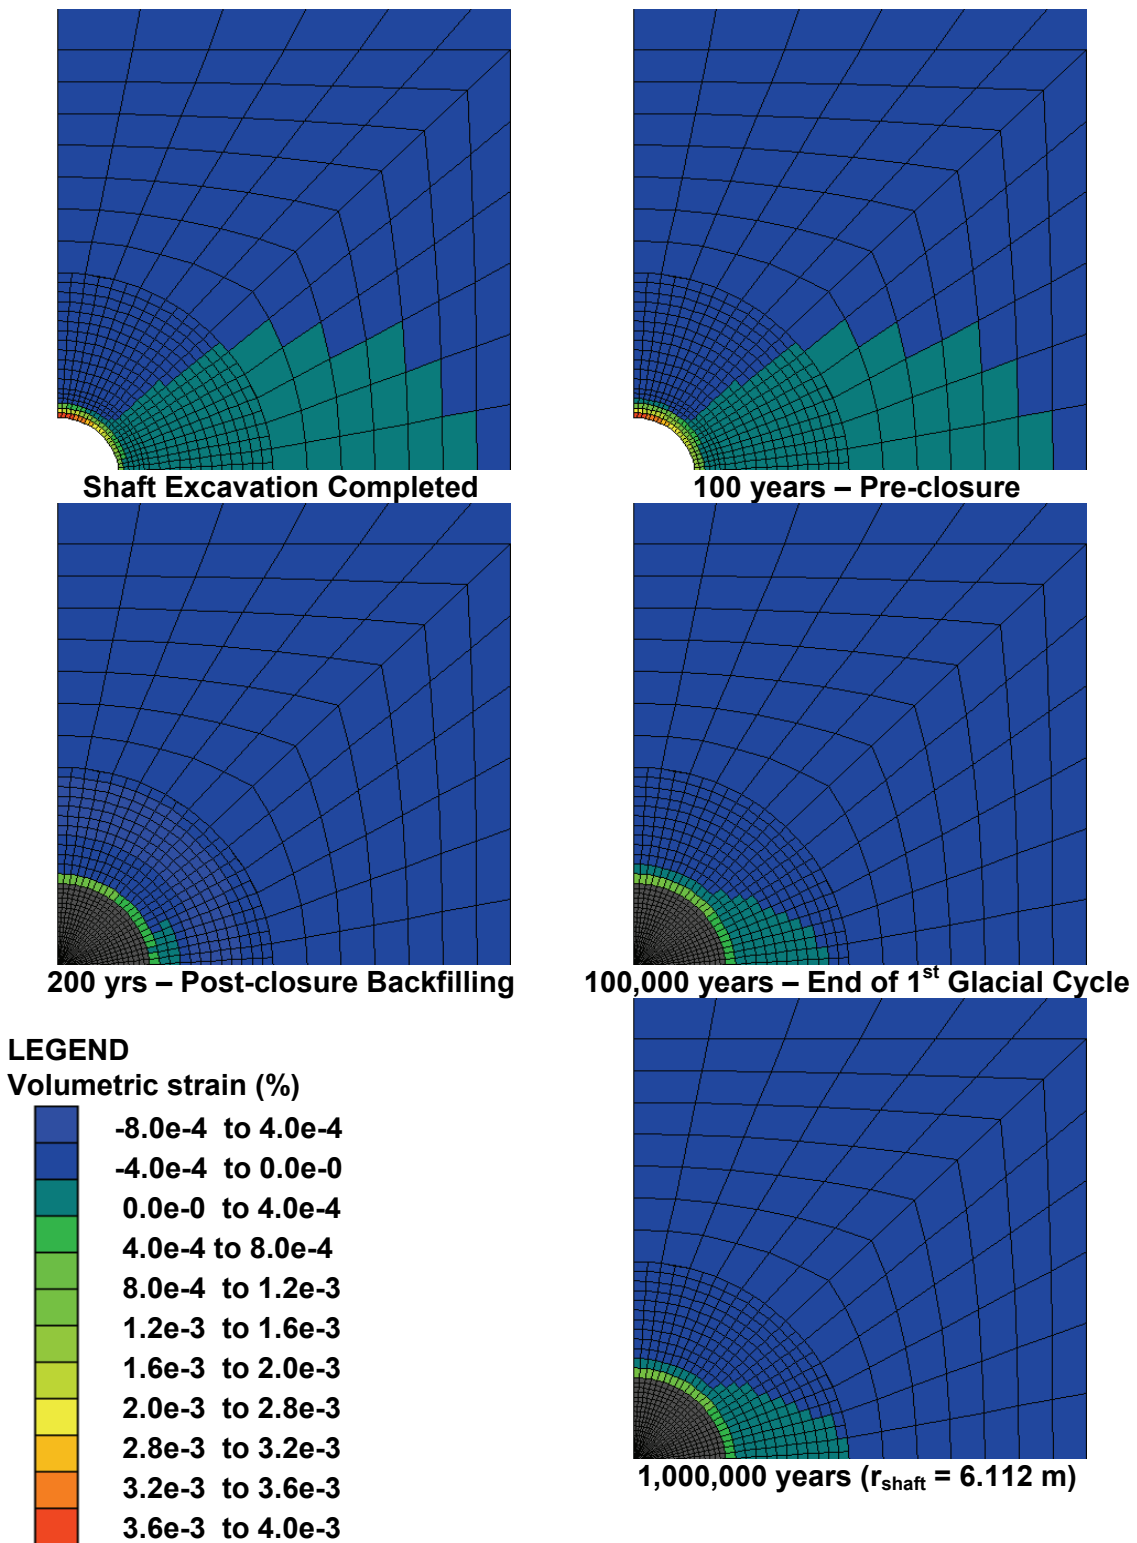 Shaft Excavation Completed
100 years – Pre-closure
200 yrs – Post-closure Backfilling
100,000 years – End of 1st Glacial Cycle
LEGEND
Volumetric strain (%)
-8.0e-4 to 4.0e-4
-4.0e-4 to 0.0e-0
0.0e-0 to 4.0e-4
4.0e-4 to 8.0e-4
8.0e-4 to 1.2e-3
1.2e-3 to 1.6e-3
1.6e-3 to 2.0e-3
2.0e-3 to 2.8e-3
2.8e-3 to 3.2e-3
3.2e-3 to 3.6e-3
3.6e-3 to 4.0e-3
1,000,000 years (rshaft = 6.112 m)